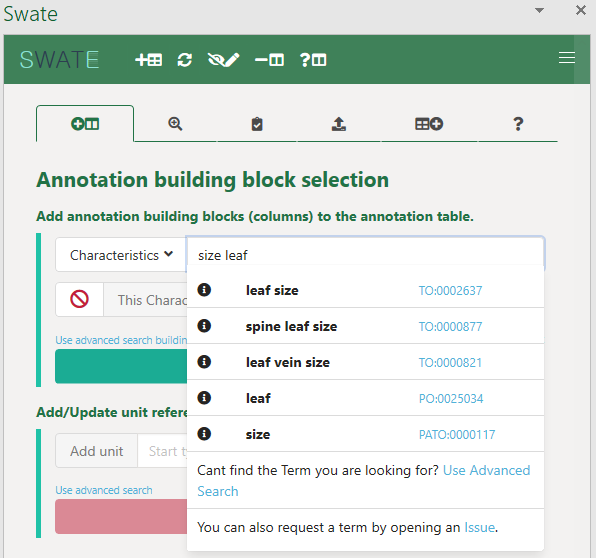 Swate
SWATE
Annotation building block selection
Add annotation building blocks (columns) to the annotation table.
Characteristics size leaf
leaf size TO:0002637
This Charac
spine leaf size TO:0000877
Use advanced search buildin
leaf vein size TO:0000821
leaf PO:0025034
Add/Update unit refere
size PATO:0000117
Add unit Start ty
Cant find the Term you are looking for? Use Advanced
Search
Use advanced search
You can also request a term by opening an Issue.